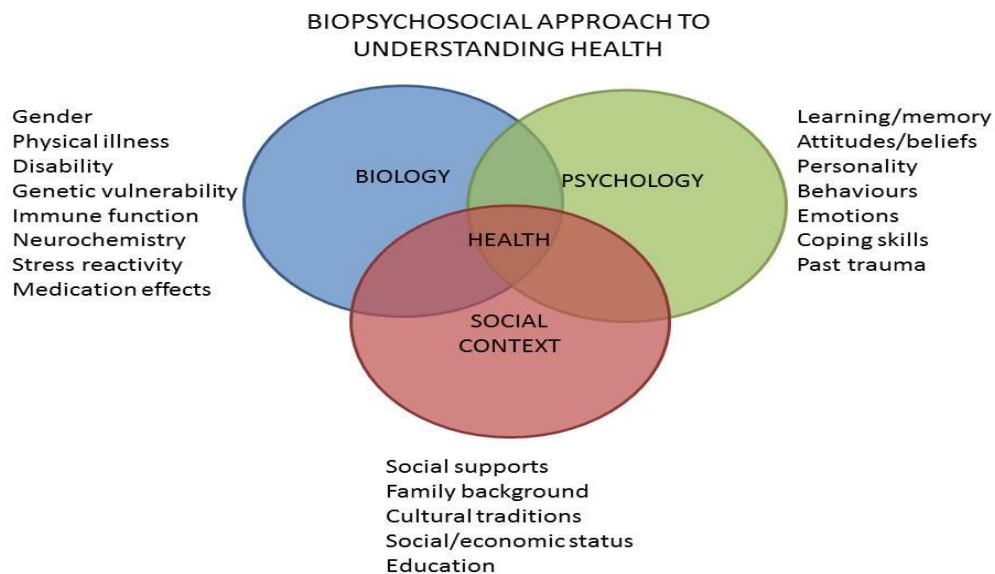 BIOPSYCHOSOCIAL APPROACH TO
UNDERSTANDING HEALTH
Gender
Physical illness
Disability
Genetic vulnerability
Immune function
Neurochemistry
Stress reactivity
Medication effects
BIOLOGY
PSYCHOLOGY
HEALTH
SOCIAL
CONTEXT
Learning/memory
Attitudes/beliefs
Personality
Behaviours
Emotions
Coping skills
Past trauma
Social supports
Family background
Cultural traditions
Social/economic status
Education